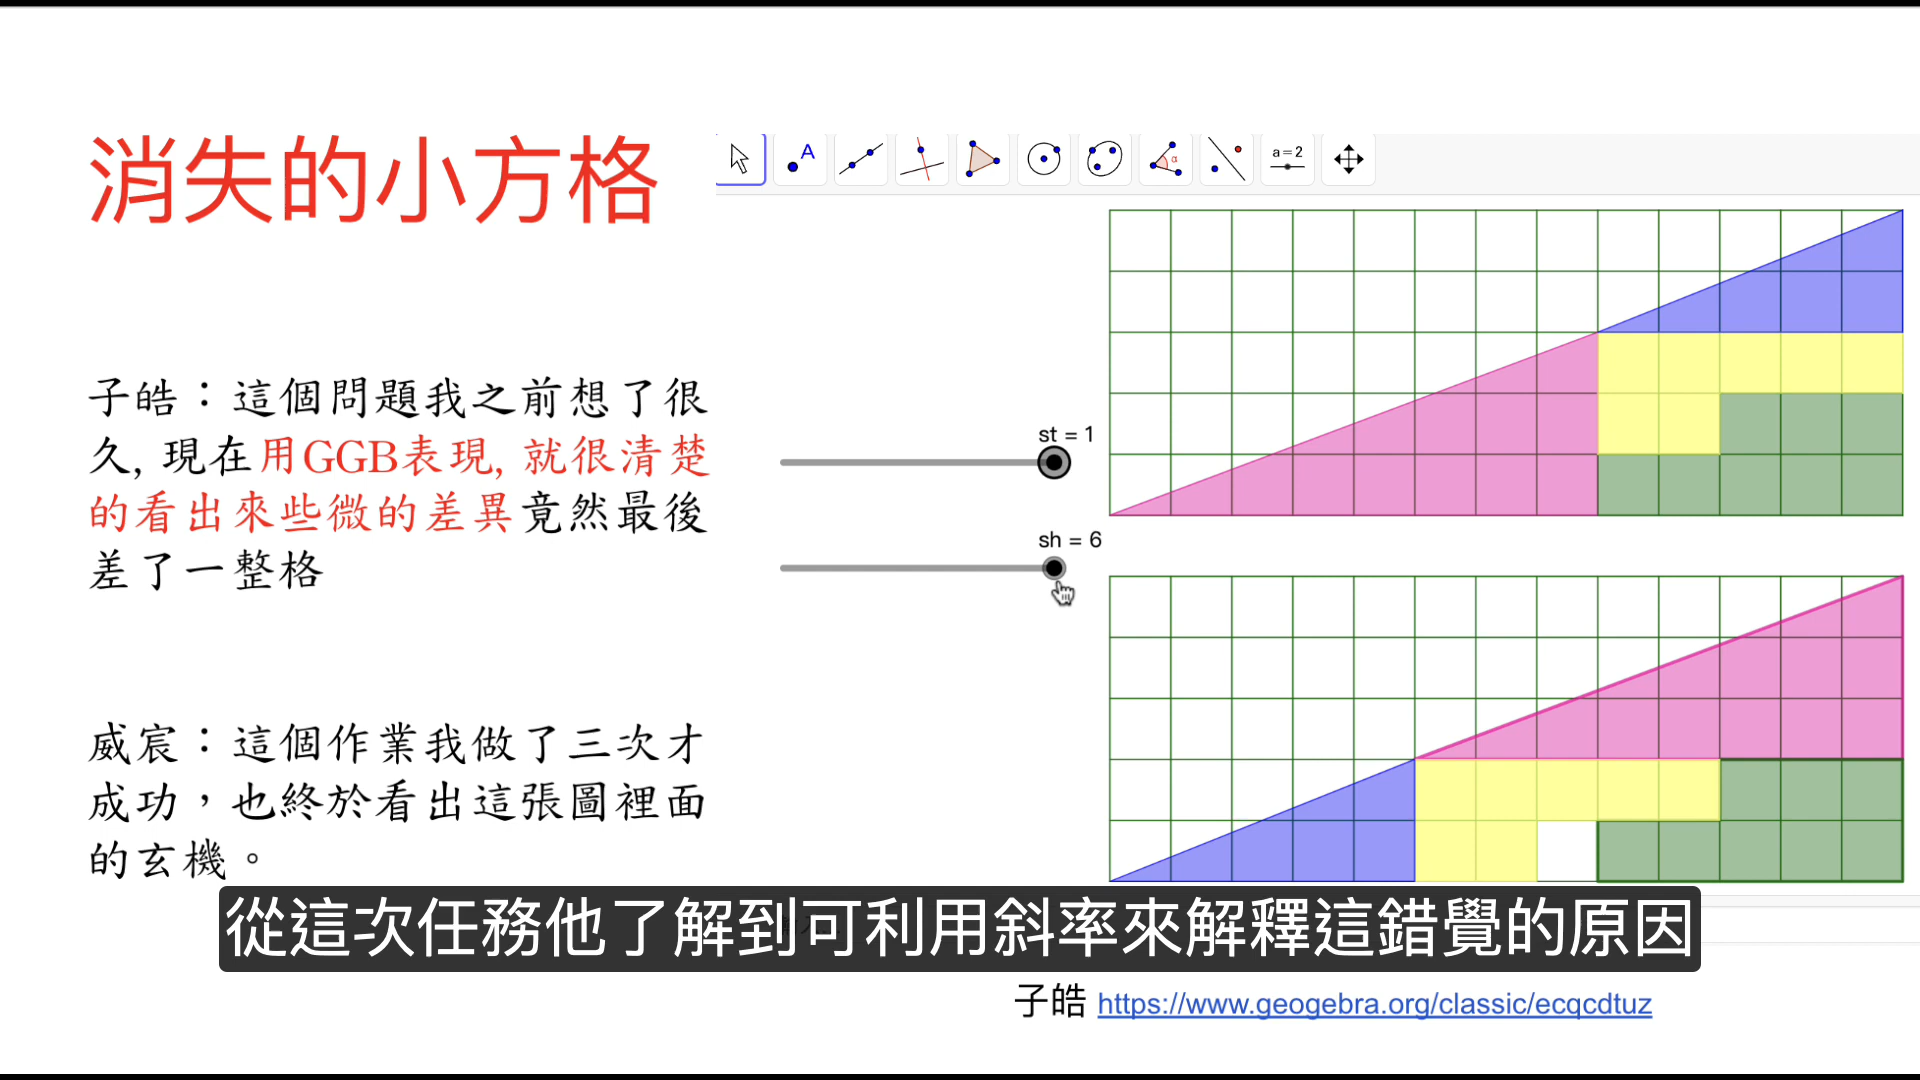 消失的小方格
A
α
a=2
子皓：這個問題我之前想了很
久, 現在用GGB表現, 就很清楚
的看出來些微的差異竟然最後
差了一整格
st = 1
sh = 6
威宸：這個作業我做了三次才
成功，也終於看出這張圖裡面
的玄機。
從這次任務他了解到可利用斜率來解釋這錯覺的原因
子皓 https://www.geogebra.org/classic/ecqcdtuz